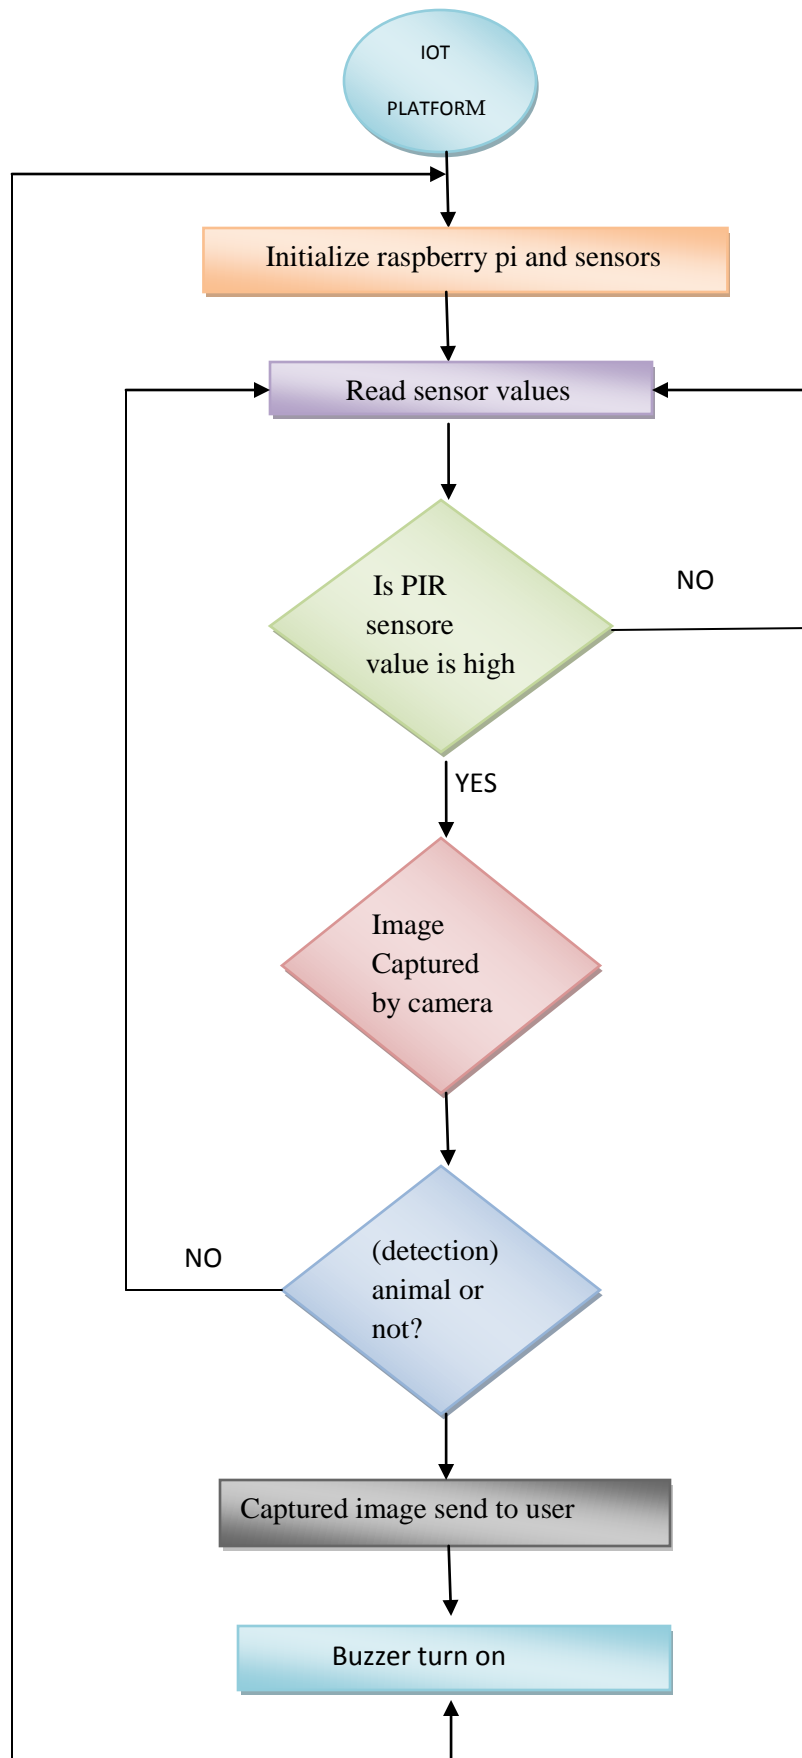 IOT
PLATFORM
Initialize raspberry pi and sensors
Read sensor values
Is PIR
sensore
value is high
NO
YES
Image
Captured
by camera
(detection)
animal or
not?
NO
Captured image send to user
Buzzer turn on